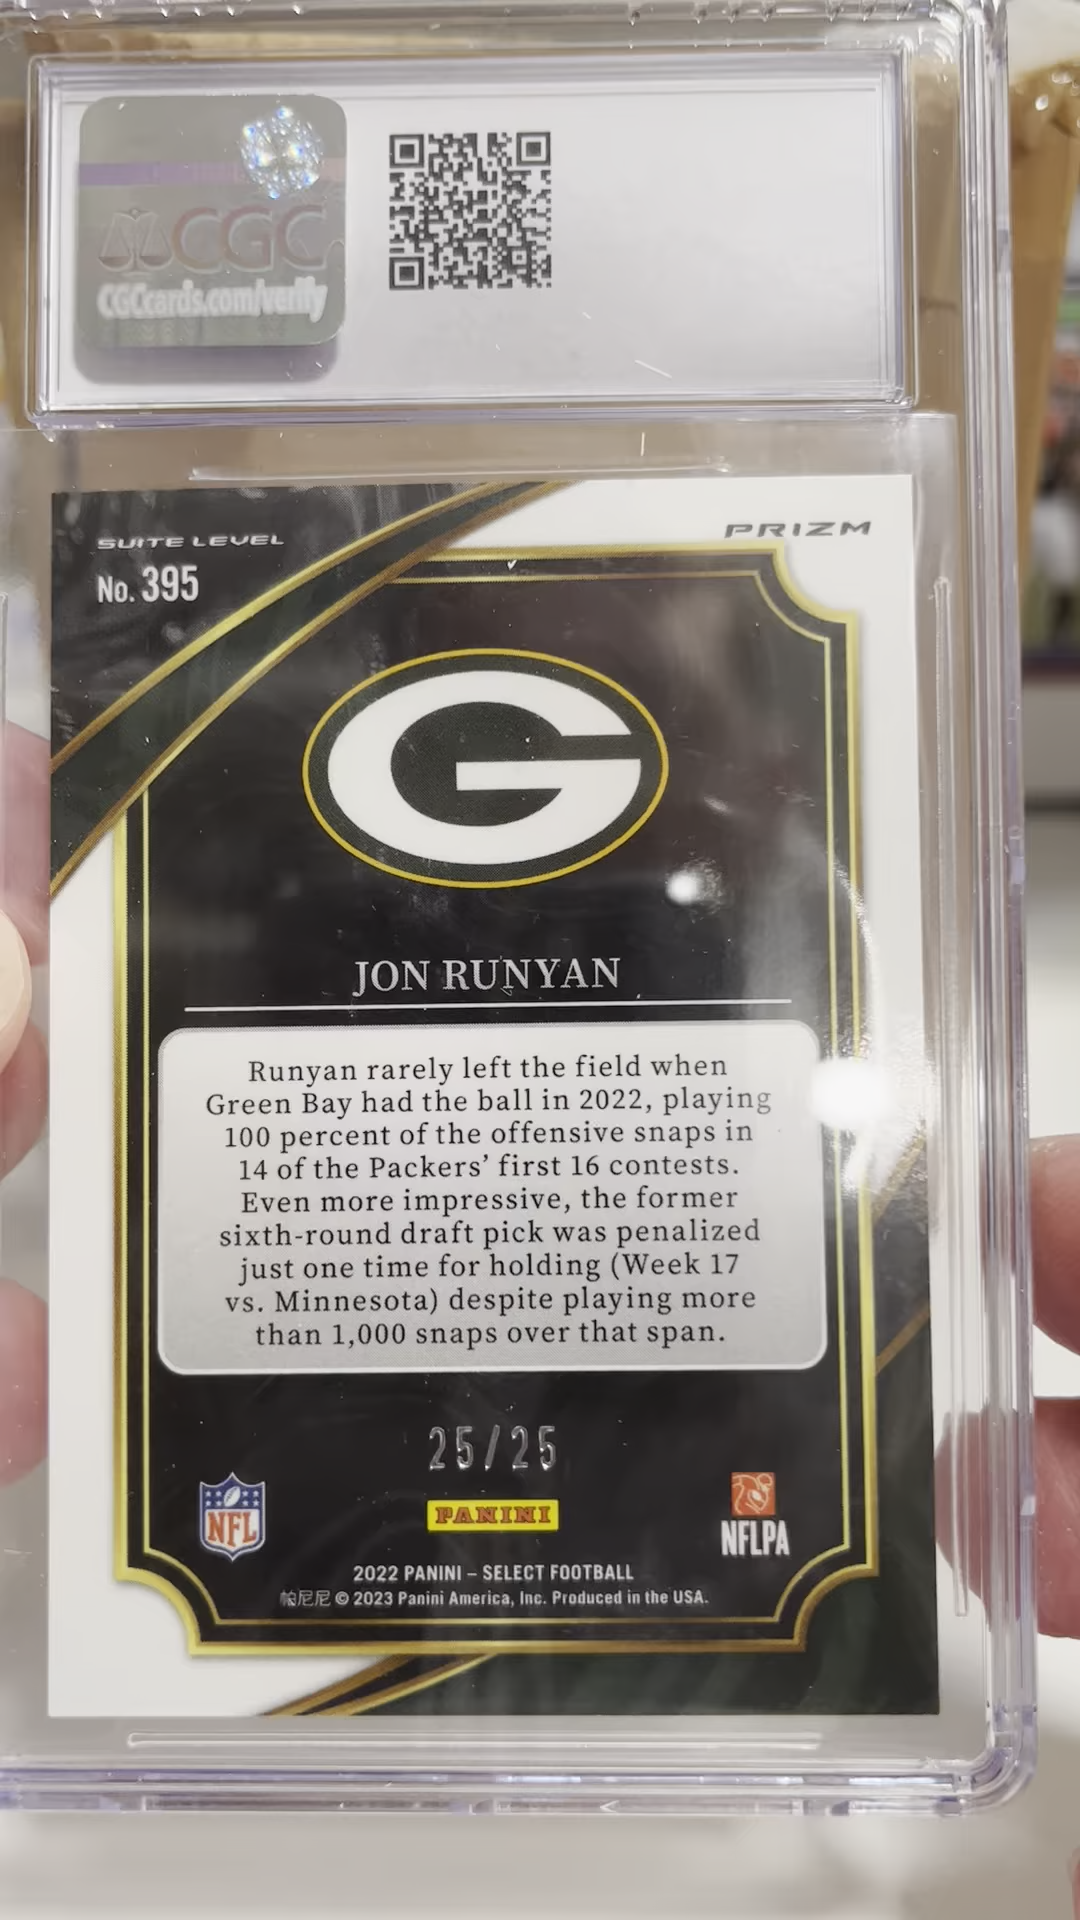 CGC
CGCcards.com/verify
SUITE LEVEL
PRIZM
No. 395
G
JON RUNYAN
Runyan rarely left the field when
Green Bay had the ball in 2022, playing
100 percent of the offensive snaps in
14 of the Packers’ first 16 contests.
Even more impressive, the former
sixth-round draft pick was penalized
just one time for holding (Week 17
vs. Minnesota) despite playing more
than 1,000 snaps over that span.
25/25
NFL
PANINI
NFLPA
2022 PANINI – SELECT FOOTBALL
帕尼尼 © 2023 Panini America, Inc. Produced in the USA.